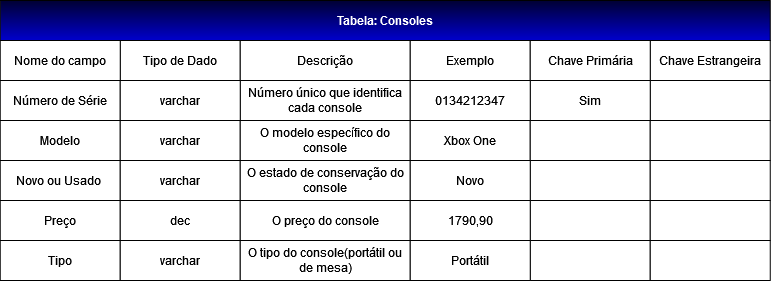 Tabela: Consoles
Nome do campo Tipo de Dado Descrição Exemplo Chave Primária Chave Estrangeira
Número de Série varchar Número único que identifica cada console 0134212347 Sim
Modelo varchar O modelo específico do console Xbox One
Novo ou Usado varchar O estado de conservação do console Novo
Preço dec O preço do console 1790,90
Tipo varchar O tipo do console(portátil ou de mesa) Portátil